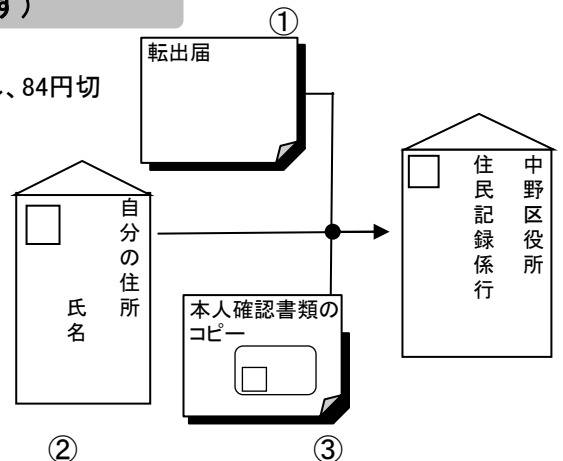 す)
、84円切
①
転出届
自分の住所
氏名
②
本人確認書類の
コピー
③
中野区役所
住民記録係行